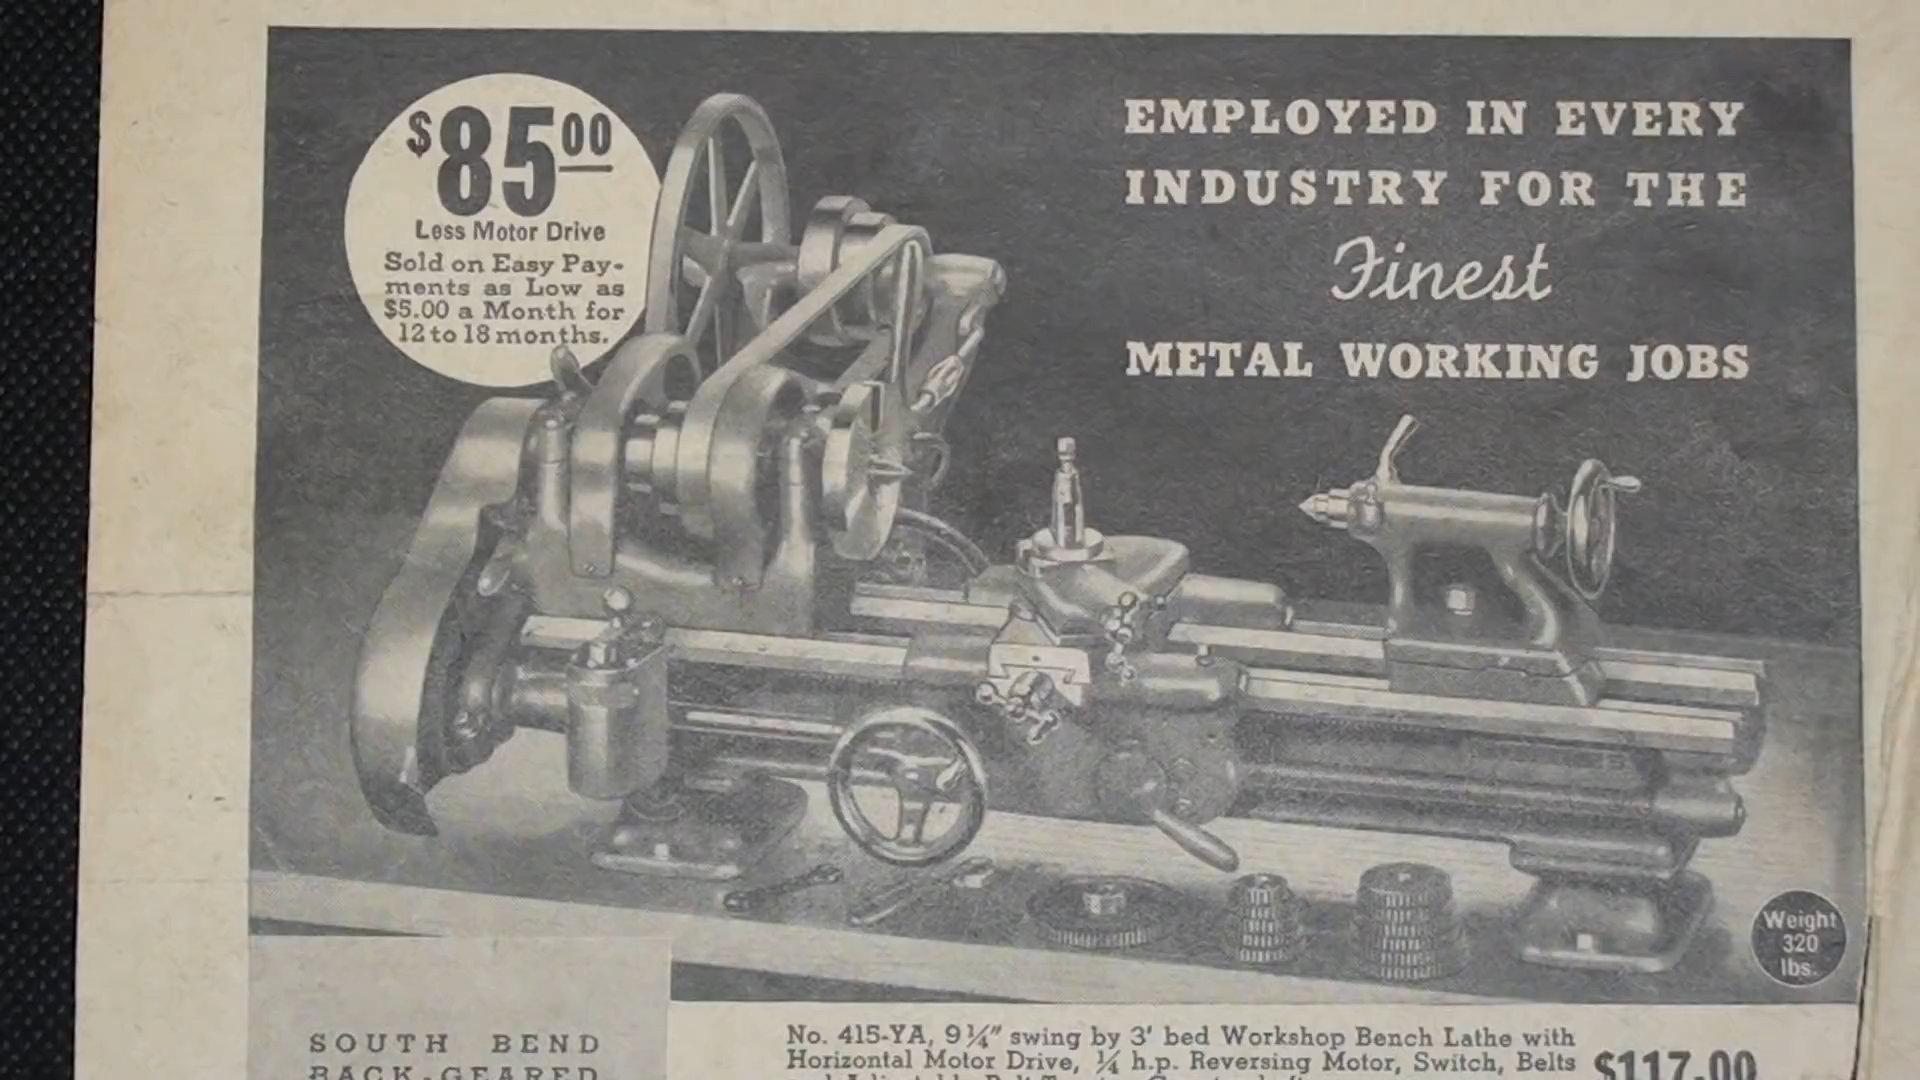 $85.00
Less Motor Drive
Sold on Easy Pay-
ments as Low as
$5.00 a Month for
12 to 18 months.
EMPLOYED IN EVERY
INDUSTRY FOR THE
Finest
METAL WORKING JOBS
Weight
320
lbs.
SOUTH BEND
BACK-GEARED
No. 415-YA, 9¼" swing by 3' bed Workshop Bench Lathe with
Horizontal Motor Drive, ¼ h.p. Reversing Motor, Switch, Belts
$117.00